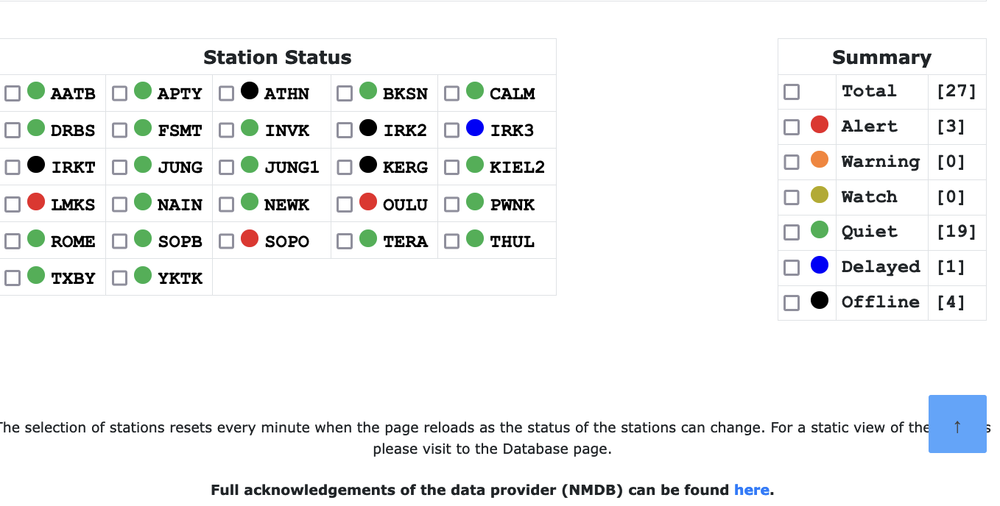 Station Status
AATB APTY ATHN BKSN CALM
DRBS FSMT INVK IRK2 IRK3
IRKT JUNG JUNG1 KERG KIEL2
LMKS NAIN NEWK OULU PWNK
ROME SOPB SOPO TERA THUL
TXBY YKTK
Summary
Total [27]
Alert [3]
Warning [0]
Watch [0]
Quiet [19]
Delayed [1]
Offline [4]
The selection of stations resets every minute when the page reloads as the status of the stations can change. For a static view of the
↑
please visit to the Database page.
Full acknowledgements of the data provider (NMDB) can be found here.